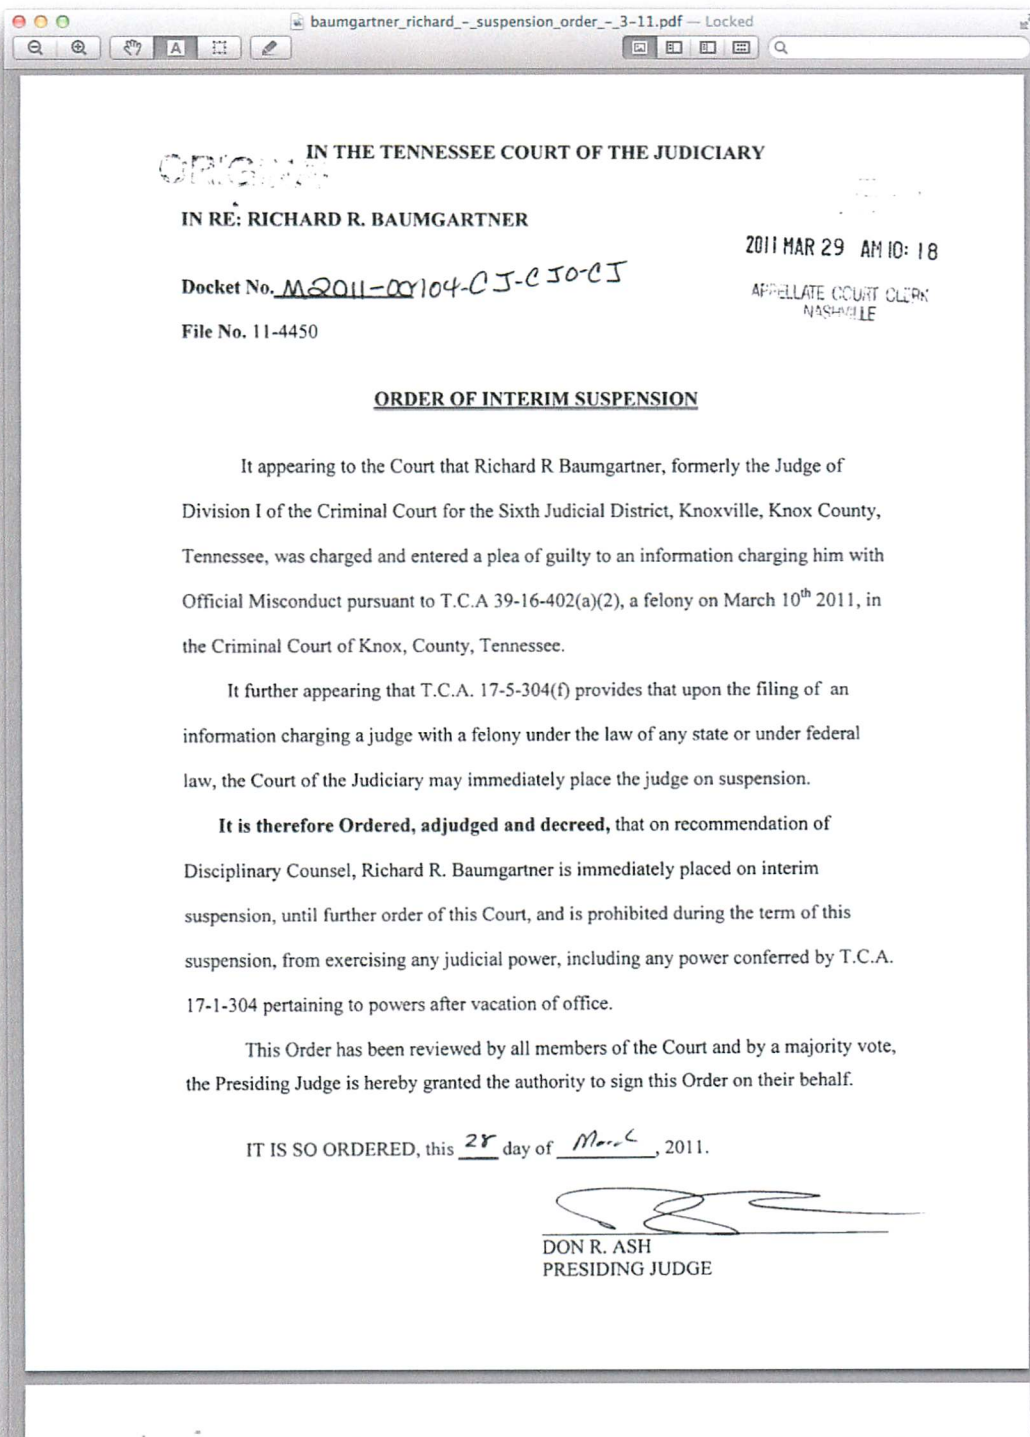 baumgartner_richard_-_suspension_order_-_3-11.pdf — Locked
IN THE TENNESSEE COURT OF THE JUDICIARY
IN RE: RICHARD R. BAUMGARTNER
2011 MAR 29 AM 10: 18
Docket No.
APPELLATE COURT CLERK
NASHVILLE
File No. 11-4450
ORDER OF INTERIM SUSPENSION
It appearing to the Court that Richard R Baumgartner, formerly the Judge of
Division I of the Criminal Court for the Sixth Judicial District, Knoxville, Knox County,
Tennessee, was charged and entered a plea of guilty to an information charging him with
Official Misconduct pursuant to T.C.A 39-16-402(a)(2), a felony on March 10th 2011, in
the Criminal Court of Knox, County, Tennessee.
It further appearing that T.C.A. 17-5-304(f) provides that upon the filing of an
information charging a judge with a felony under the law of any state or under federal
law, the Court of the Judiciary may immediately place the judge on suspension.
It is therefore Ordered, adjudged and decreed, that on recommendation of
Disciplinary Counsel, Richard R. Baumgartner is immediately placed on interim
suspension, until further order of this Court, and is prohibited during the term of this
suspension, from exercising any judicial power, including any power conferred by T.C.A.
17-1-304 pertaining to powers after vacation of office.
This Order has been reviewed by all members of the Court and by a majority vote,
the Presiding Judge is hereby granted the authority to sign this Order on their behalf.
IT IS SO ORDERED, this 28 day of March, 2011.
DON R. ASH
PRESIDING JUDGE